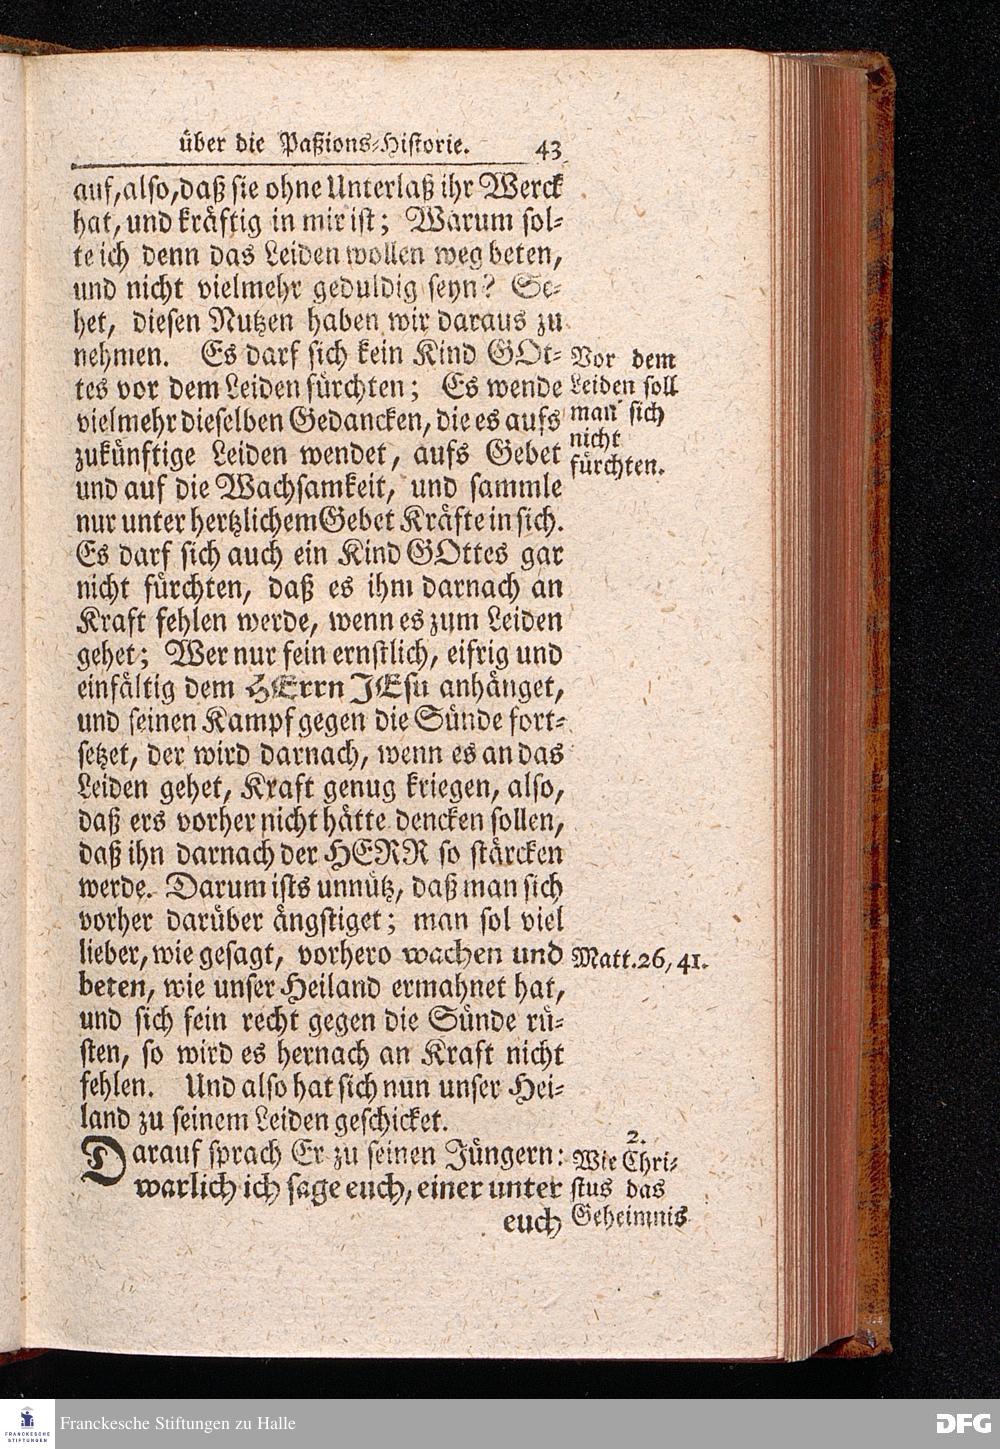 über die Paßions-Historie. 43
auf, also, daß sie ohne Unterlaß ihr Werck
hat, und kräftig in mir ist; Warum sol-
te ich denn das Leiden wollen weg beten,
und nicht vielmehr geduldig seyn? Se-
het, diesen Nutzen haben wir daraus zu
nehmen. Es darf sich kein Kind GOt-
tes vor dem Leiden fürchten; Es wende
vielmehr dieselben Gedancken, die es aufs
zukünftige Leiden wendet, aufs Gebet
und auf die Wachsamkeit, und sammle
nur unter hertzlichem Gebet Kräfte in sich.
Es darf sich auch ein Kind GOttes gar
nicht fürchten, daß es ihm darnach an
Kraft fehlen werde, wenn es zum Leiden
gehet; Wer nur fein ernstlich, eifrig und
einfältig dem HErrn JEsu anhänget,
und seinen Kampf gegen die Sünde fort-
setzet, der wird darnach, wenn es an das
Leiden gehet, Kraft genug kriegen, also,
daß ers vorher nicht hätte dencken sollen,
daß ihn darnach der HERR so stärcken
werde. Darum ists unnütz, daß man sich
vorher darüber ängstiget; man sol viel
lieber, wie gesagt, vorhero wachen und
beten, wie unser Heiland ermahnet hat,
und sich fein recht gegen die Sünde rü-
sten, so wird es hernach an Kraft nicht
fehlen. Und also hat sich nun unser Hei-
land zu seinem Leiden geschicket.
Darauf sprach Er zu seinen Jüngern:
warlich ich sage euch, einer unter
euch
Vor dem
Leiden soll
man sich
nicht
fürchten.
Matt. 26, 41.
2.
Wie Chri-
stus das
Geheimnis
FRANCKESCHE
STIFTUNGEN
Franckesche Stiftungen zu Halle
DFG